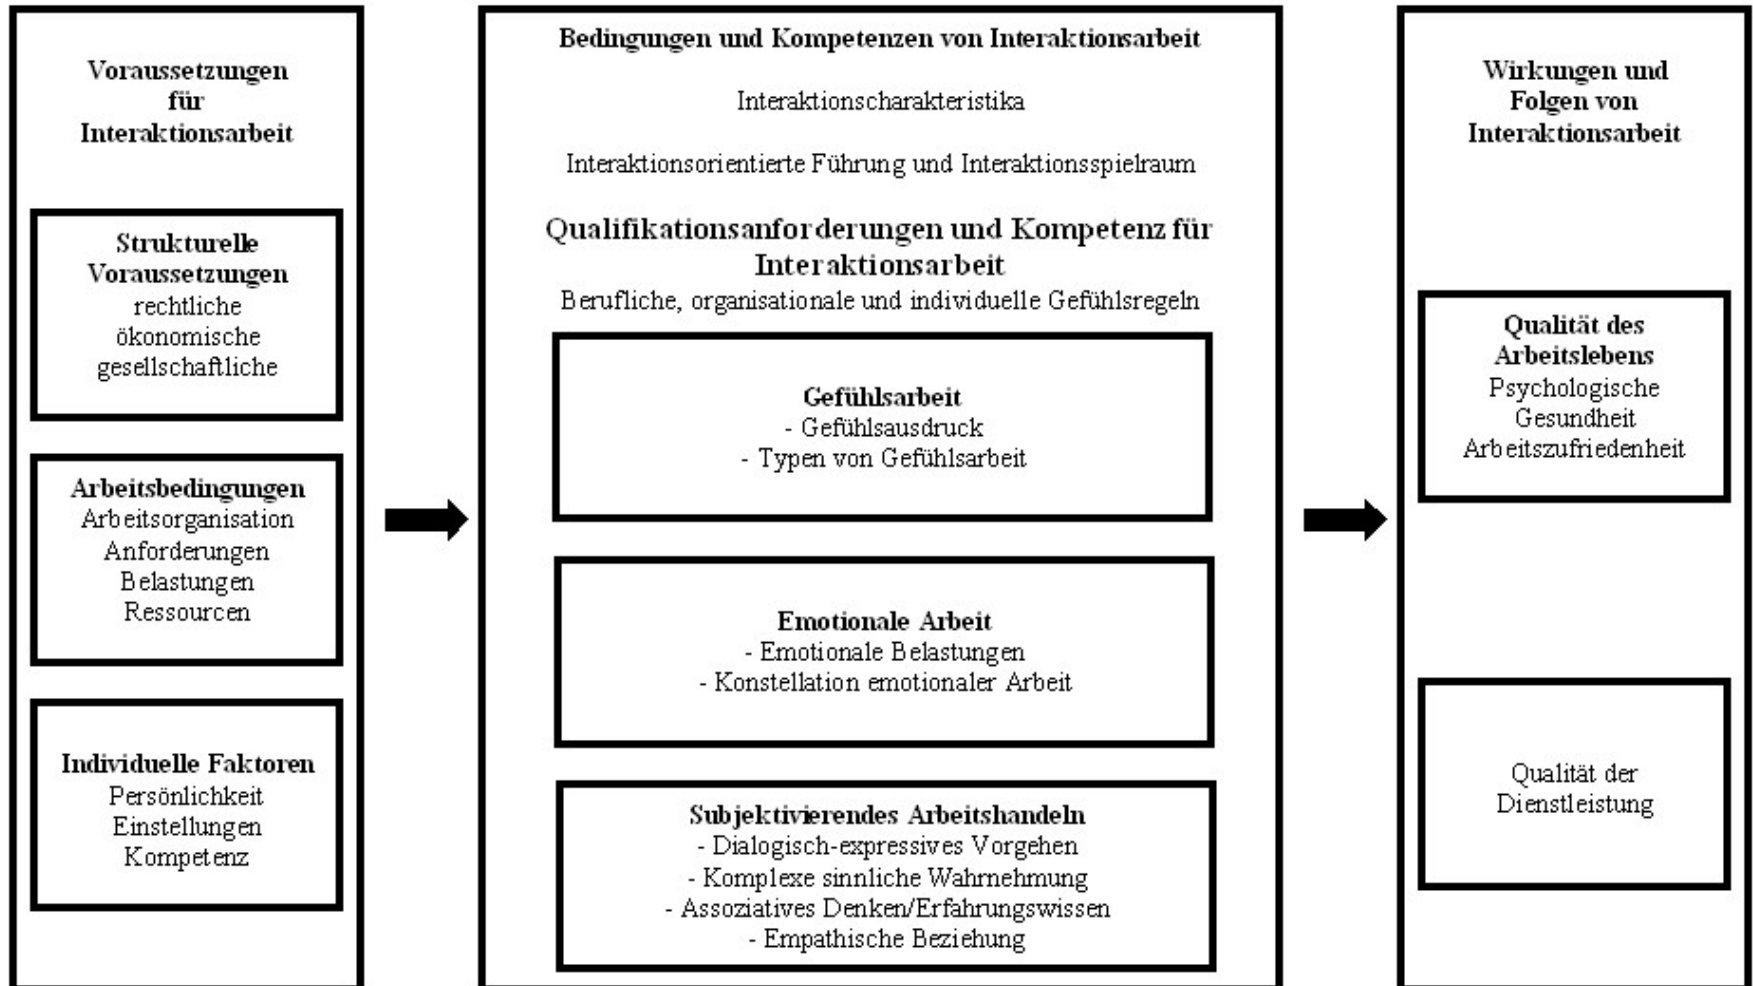 Voraussetzungen
für
Interaktionsarbeit
Strukturelle
Voraussetzungen
rechtliche
ökonomische
gesellschaftliche
Arbeitsbedingungen
Arbeitsorganisation
Anforderungen
Belastungen
Ressourcen
Individuelle Faktoren
Persönlichkeit
Einstellungen
Kompetenz
Bedingungen und Kompetenzen von Interaktionsarbeit
Interaktionscharakteristika
Interaktionsorientierte Führung und Interaktionsspielraum
Qualifikationsanforderungen und Kompetenz für
Interaktionsarbeit
Berufliche, organisationale und individuelle Gefühlsregeln
Gefühlsarbeit
- Gefühlsausdruck
- Typen von Gefühlsarbeit
Emotionale Arbeit
- Emotionale Belastungen
- Konstellation emotionaler Arbeit
Subjektivierendes Arbeitshandeln
- Dialogisch-expressives Vorgehen
- Komplexe sinnliche Wahrnehmung
- Assoziatives Denken/Erfahrungswissen
- Empathische Beziehung
Wirkungen und
Folgen von
Interaktionsarbeit
Qualität des
Arbeitslebens
Psychologische
Gesundheit
Arbeitszufriedenheit
Qualität der
Dienstleistung